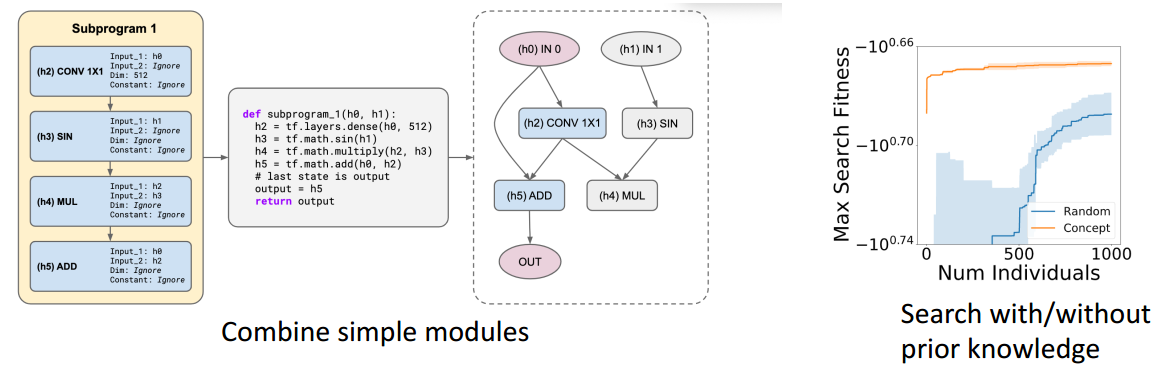 Subprogram 1
(h2) CONV 1X1
Input_1: h0
Input_2: Ignore
Dim: 512
Constant: Ignore
(h3) SIN
Input_1: h1
Input_2: Ignore
Dim: Ignore
Constant: Ignore
(h4) MUL
Input_1: h2
Input_2: h3
Dim: Ignore
Constant: Ignore
(h5) ADD
Input_1: h0
Input_2: h2
Dim: Ignore
Constant: Ignore
def subprogram_1(h0, h1):
h2 = tf.layers.dense(h0, 512)
h3 = tf.math.sin(h1)
h4 = tf.math.multiply(h2, h3)
h5 = tf.math.add(h0, h2)
# last state is output
output = h5
return output
(h0) IN 0
(h1) IN 1
(h2) CONV 1X1
(h3) SIN
(h5) ADD
(h4) MUL
OUT
Combine simple modules
Max Search Fitness
−10^0.66
−10^0.70
−10^0.74
Random
Concept
0
500
1000
Num Individuals
Search with/without
prior knowledge